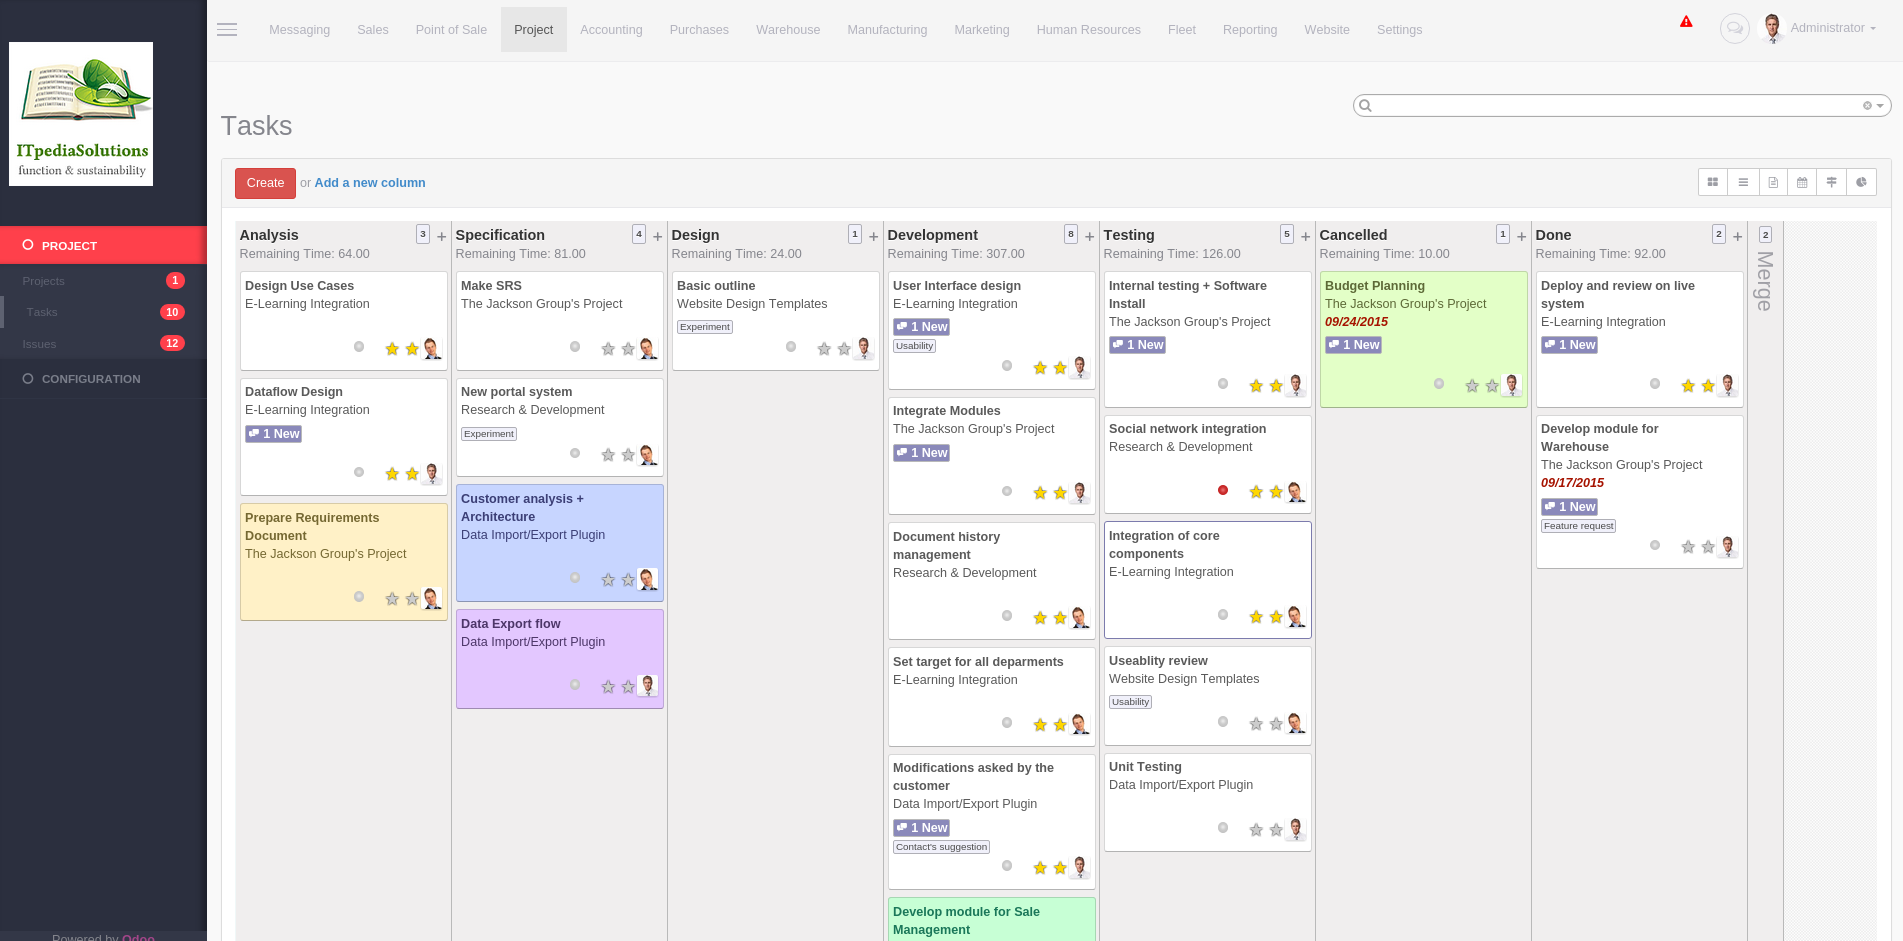 Messaging Sales Point of Sale Project Accounting Purchases Warehouse Manufacturing Marketing Human Resources Fleet Reporting Website Settings
Administrator
ITpediaSolutions
function & sustainability
PROJECT
Projects 1
Tasks 10
Issues 12
CONFIGURATION
Powered by Odoo
Tasks
Create or Add a new column
Analysis 3 +
Remaining Time: 64.00
Design Use Cases
E-Learning Integration
Dataflow Design
E-Learning Integration
1 New
Prepare Requirements
Document
The Jackson Group's Project
Specification 4 +
Remaining Time: 81.00
Make SRS
The Jackson Group's Project
New portal system
Research & Development
Experiment
Customer analysis +
Architecture
Data Import/Export Plugin
Data Export flow
Data Import/Export Plugin
Design 1 +
Remaining Time: 24.00
Basic outline
Website Design Templates
Experiment
Development 8 +
Remaining Time: 307.00
User Interface design
E-Learning Integration
1 New
Usability
Integrate Modules
The Jackson Group's Project
1 New
Document history
management
Research & Development
Set target for all deparments
E-Learning Integration
Modifications asked by the
customer
Data Import/Export Plugin
1 New
Contact's suggestion
Develop module for Sale
Management
Testing 5 +
Remaining Time: 126.00
Internal testing + Software
Install
The Jackson Group's Project
1 New
Social network integration
Research & Development
Integration of core
components
E-Learning Integration
Useablity review
Website Design Templates
Usability
Unit Testing
Data Import/Export Plugin
Cancelled 1 +
Remaining Time: 10.00
Budget Planning
The Jackson Group's Project
09/24/2015
1 New
Done 2 +
Remaining Time: 92.00
Deploy and review on live
system
E-Learning Integration
1 New
Develop module for
Warehouse
The Jackson Group's Project
09/17/2015
1 New
Feature request
2
Merge